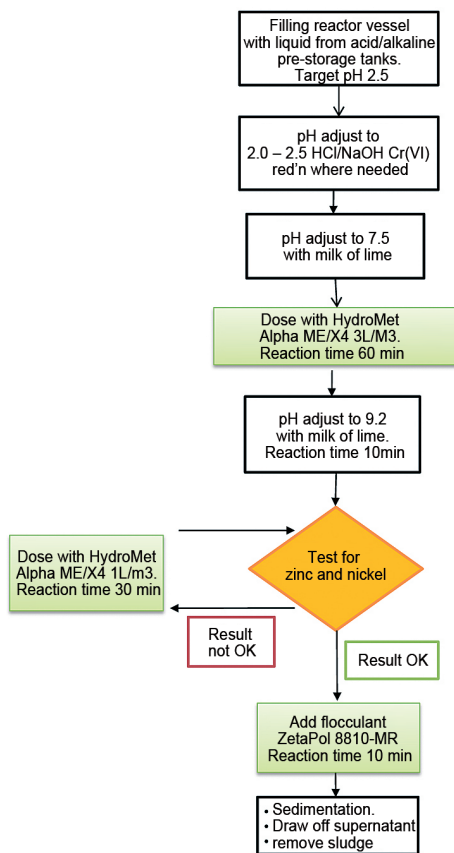 Filling reactor vessel
with liquid from acid/alkaline
pre-storage tanks.
Target pH 2.5
pH adjust to
2.0 – 2.5 HCl/NaOH Cr(VI)
red'n where needed
pH adjust to 7.5
with milk of lime
Dose with HydroMet
Alpha ME/X4 3L/M3.
Reaction time 60 min
pH adjust to 9.2
with milk of lime.
Reaction time 10min
Test for
zinc and nickel
Dose with HydroMet
Alpha ME/X4 1L/m3.
Reaction time 30 min
Result
not OK
Result OK
Add flocculant
ZetaPol 8810-MR
Reaction time 10 min
• Sedimentation.
• Draw off supernatant
• remove sludge